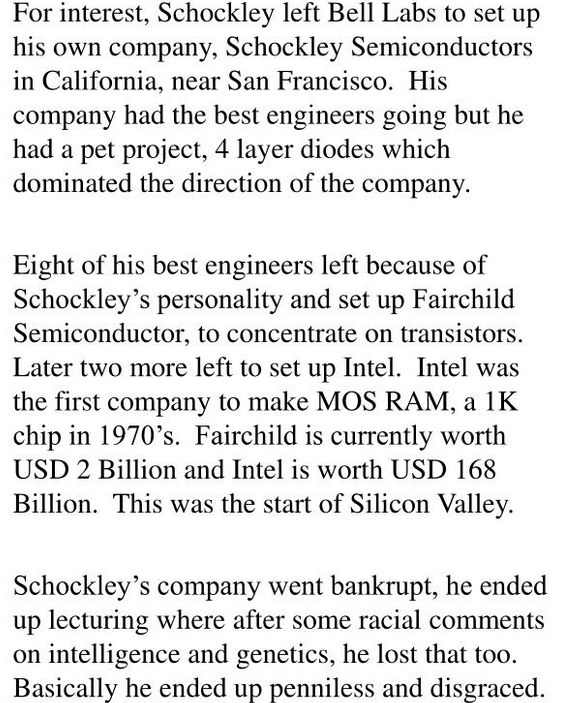 For interest, Schockley left Bell Labs to set up
his own company, Schockley Semiconductors
in California, near San Francisco.  His
company had the best engineers going but he
had a pet project, 4 layer diodes which
dominated the direction of the company.

Eight of his best engineers left because of
Schockley’s personality and set up Fairchild
Semiconductor, to concentrate on transistors.
Later two more left to set up Intel.  Intel was
the first company to make MOS RAM, a 1K
chip in 1970’s.  Fairchild is currently worth
USD 2 Billion and Intel is worth USD 168
Billion.  This was the start of Silicon Valley.

Schockley’s company went bankrupt, he ended
up lecturing where after some racial comments
on intelligence and genetics, he lost that too.
Basically he ended up penniless and disgraced.